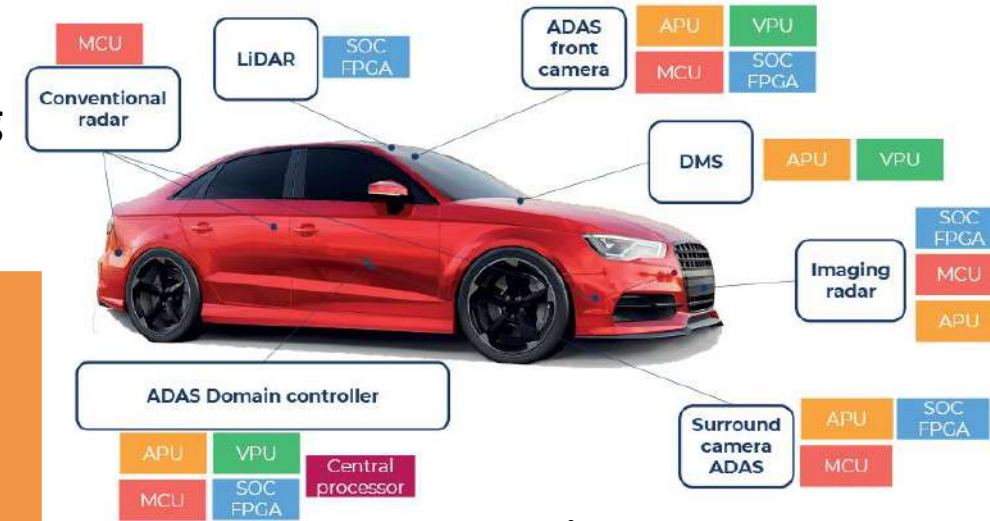 MCU
Conventional
radar
LiDAR
SOC
FPGA
ADAS
front
camera
APU
VPU
MCU
SOC
FPGA
DMS
APU
VPU
Imaging
radar
SOC
FPGA
MCU
APU
ADAS Domain controller
APU
VPU
MCU
SOC
FPGA
Central
processor
Surround
camera
ADAS
APU
SOC
FPGA
MCU